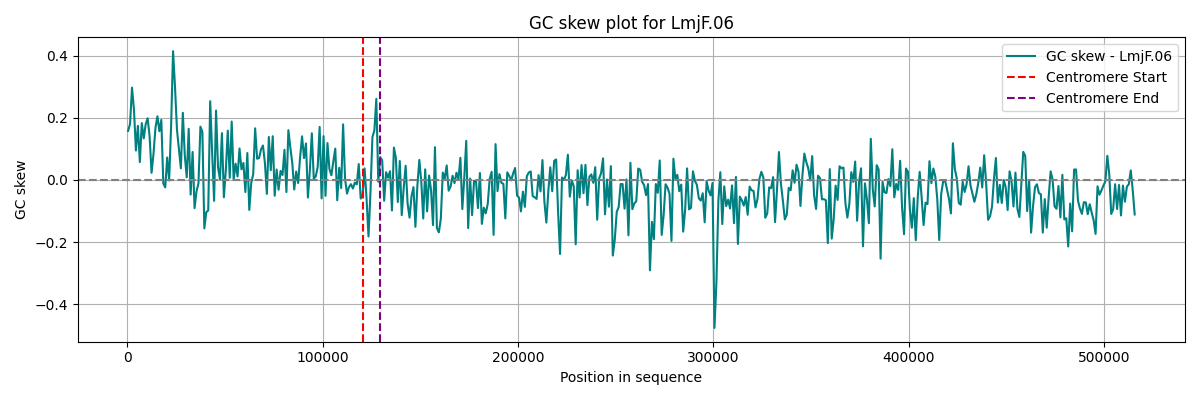 GC skew plot for LmjF.06
GC skew
0.4
0.2
0.0
−0.2
−0.4
GC skew - LmjF.06
Centromere Start
Centromere End
0
100000
200000
300000
400000
500000
Position in sequence